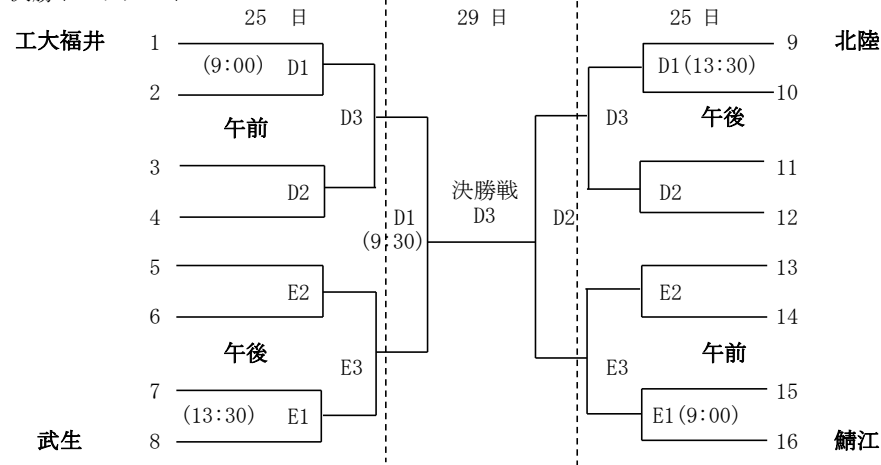 25 日 29 日 25 日
工大福井 1 9 北陸
(9:00) D1 D1(13:30)
2 10
午前 D3 D3 午後
3 11
決勝戦
D2 D2
4 D1 D3 D2 12
(9:30)
5 13
E2 E2
6 14
午後 午前
E3 E3
7 15
(13:30) E1 E1(9:00)
武生 8 16 鯖江